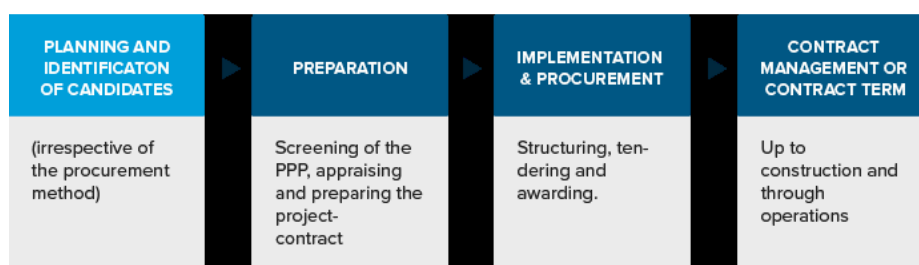 PLANNING AND
IDENTIFICATON
OF CANDIDATES
(irrespective of
the procurement
method)
PREPARATION
Screening of the
PPP, appraising
and preparing the
project-
contract
IMPLEMENTATION
& PROCUREMENT
Structuring, ten-
dering and
awarding.
CONTRACT
MANAGEMENT OR
CONTRACT TERM
Up to
construction and
through
operations